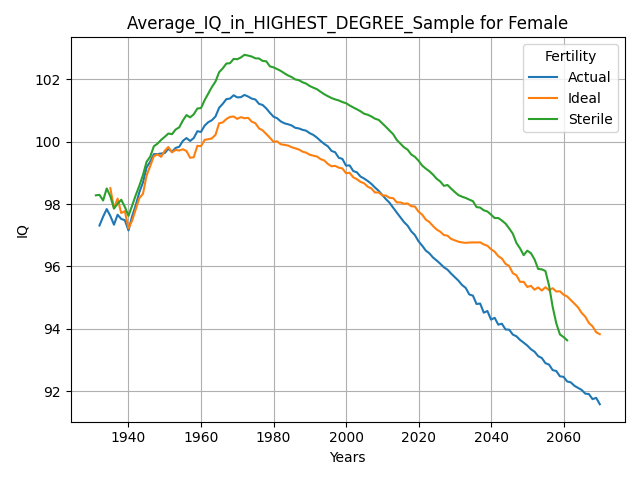 Average_IQ_in_HIGHEST_DEGREE_Sample for Female
Fertility
Actual
Ideal
Sterile
IQ
102
100
98
96
94
92
1940 1960 1980 2000 2020 2040 2060
Years